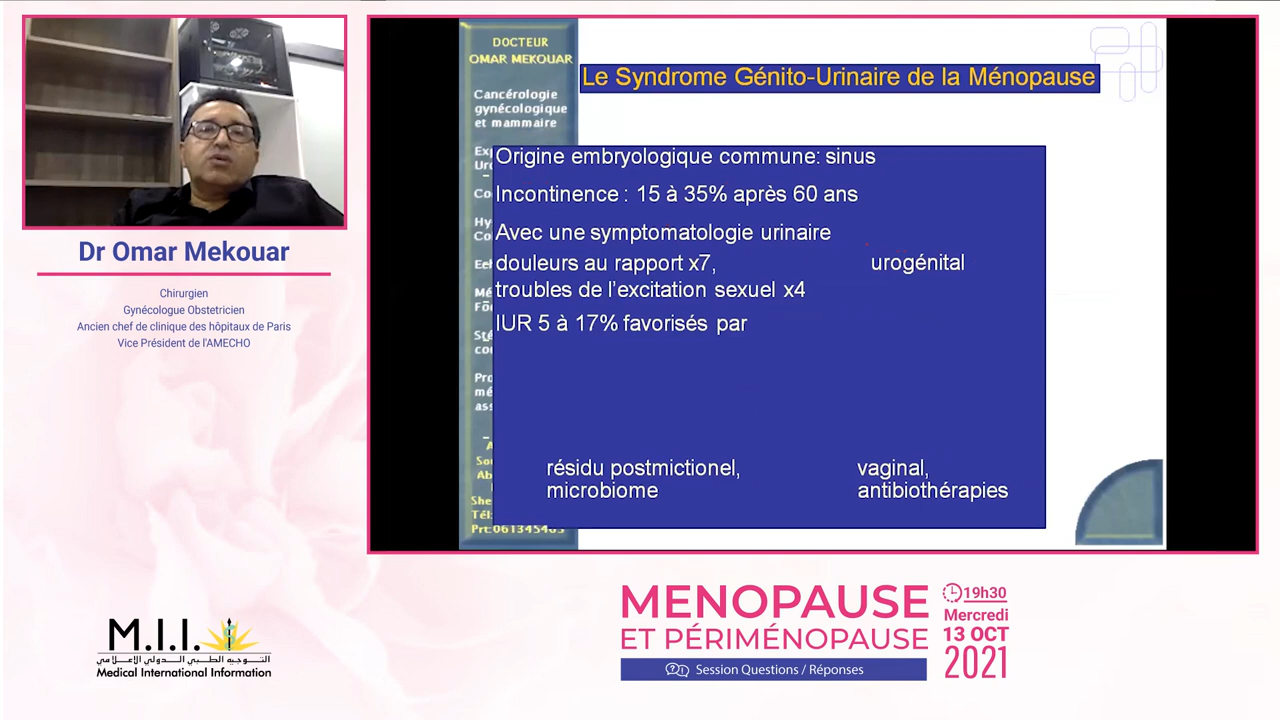 Dr Omar Mekouar
Chirurgien
Gynécologue Obstetricien
Ancien chef de clinique des hôpitaux de Paris
Vice Président de l'AMECHO
M.I.I.
التـوجيـه الطـبـي الـدولـي الاعـلامـي
Medical International Information
DOCTEUR
OMAR MEKOUAR
Cancérologie
gynécologique
et mammaire
Le Syndrome Génito-Urinaire de la Ménopause
Origine embryologique commune: sinus
Incontinence : 15 à 35% après 60 ans
Avec une symptomatologie urinaire
douleurs au rapport x7, urogénital
troubles de l'excitation sexuel x4
IUR 5 à 17% favorisés par
résidu postmictionel, vaginal,
microbiome antibiothérapies
MENOPAUSE
ET PÉRIMÉNOPAUSE
Session Questions / Réponses
19h30
Mercredi
13 OCT
2021